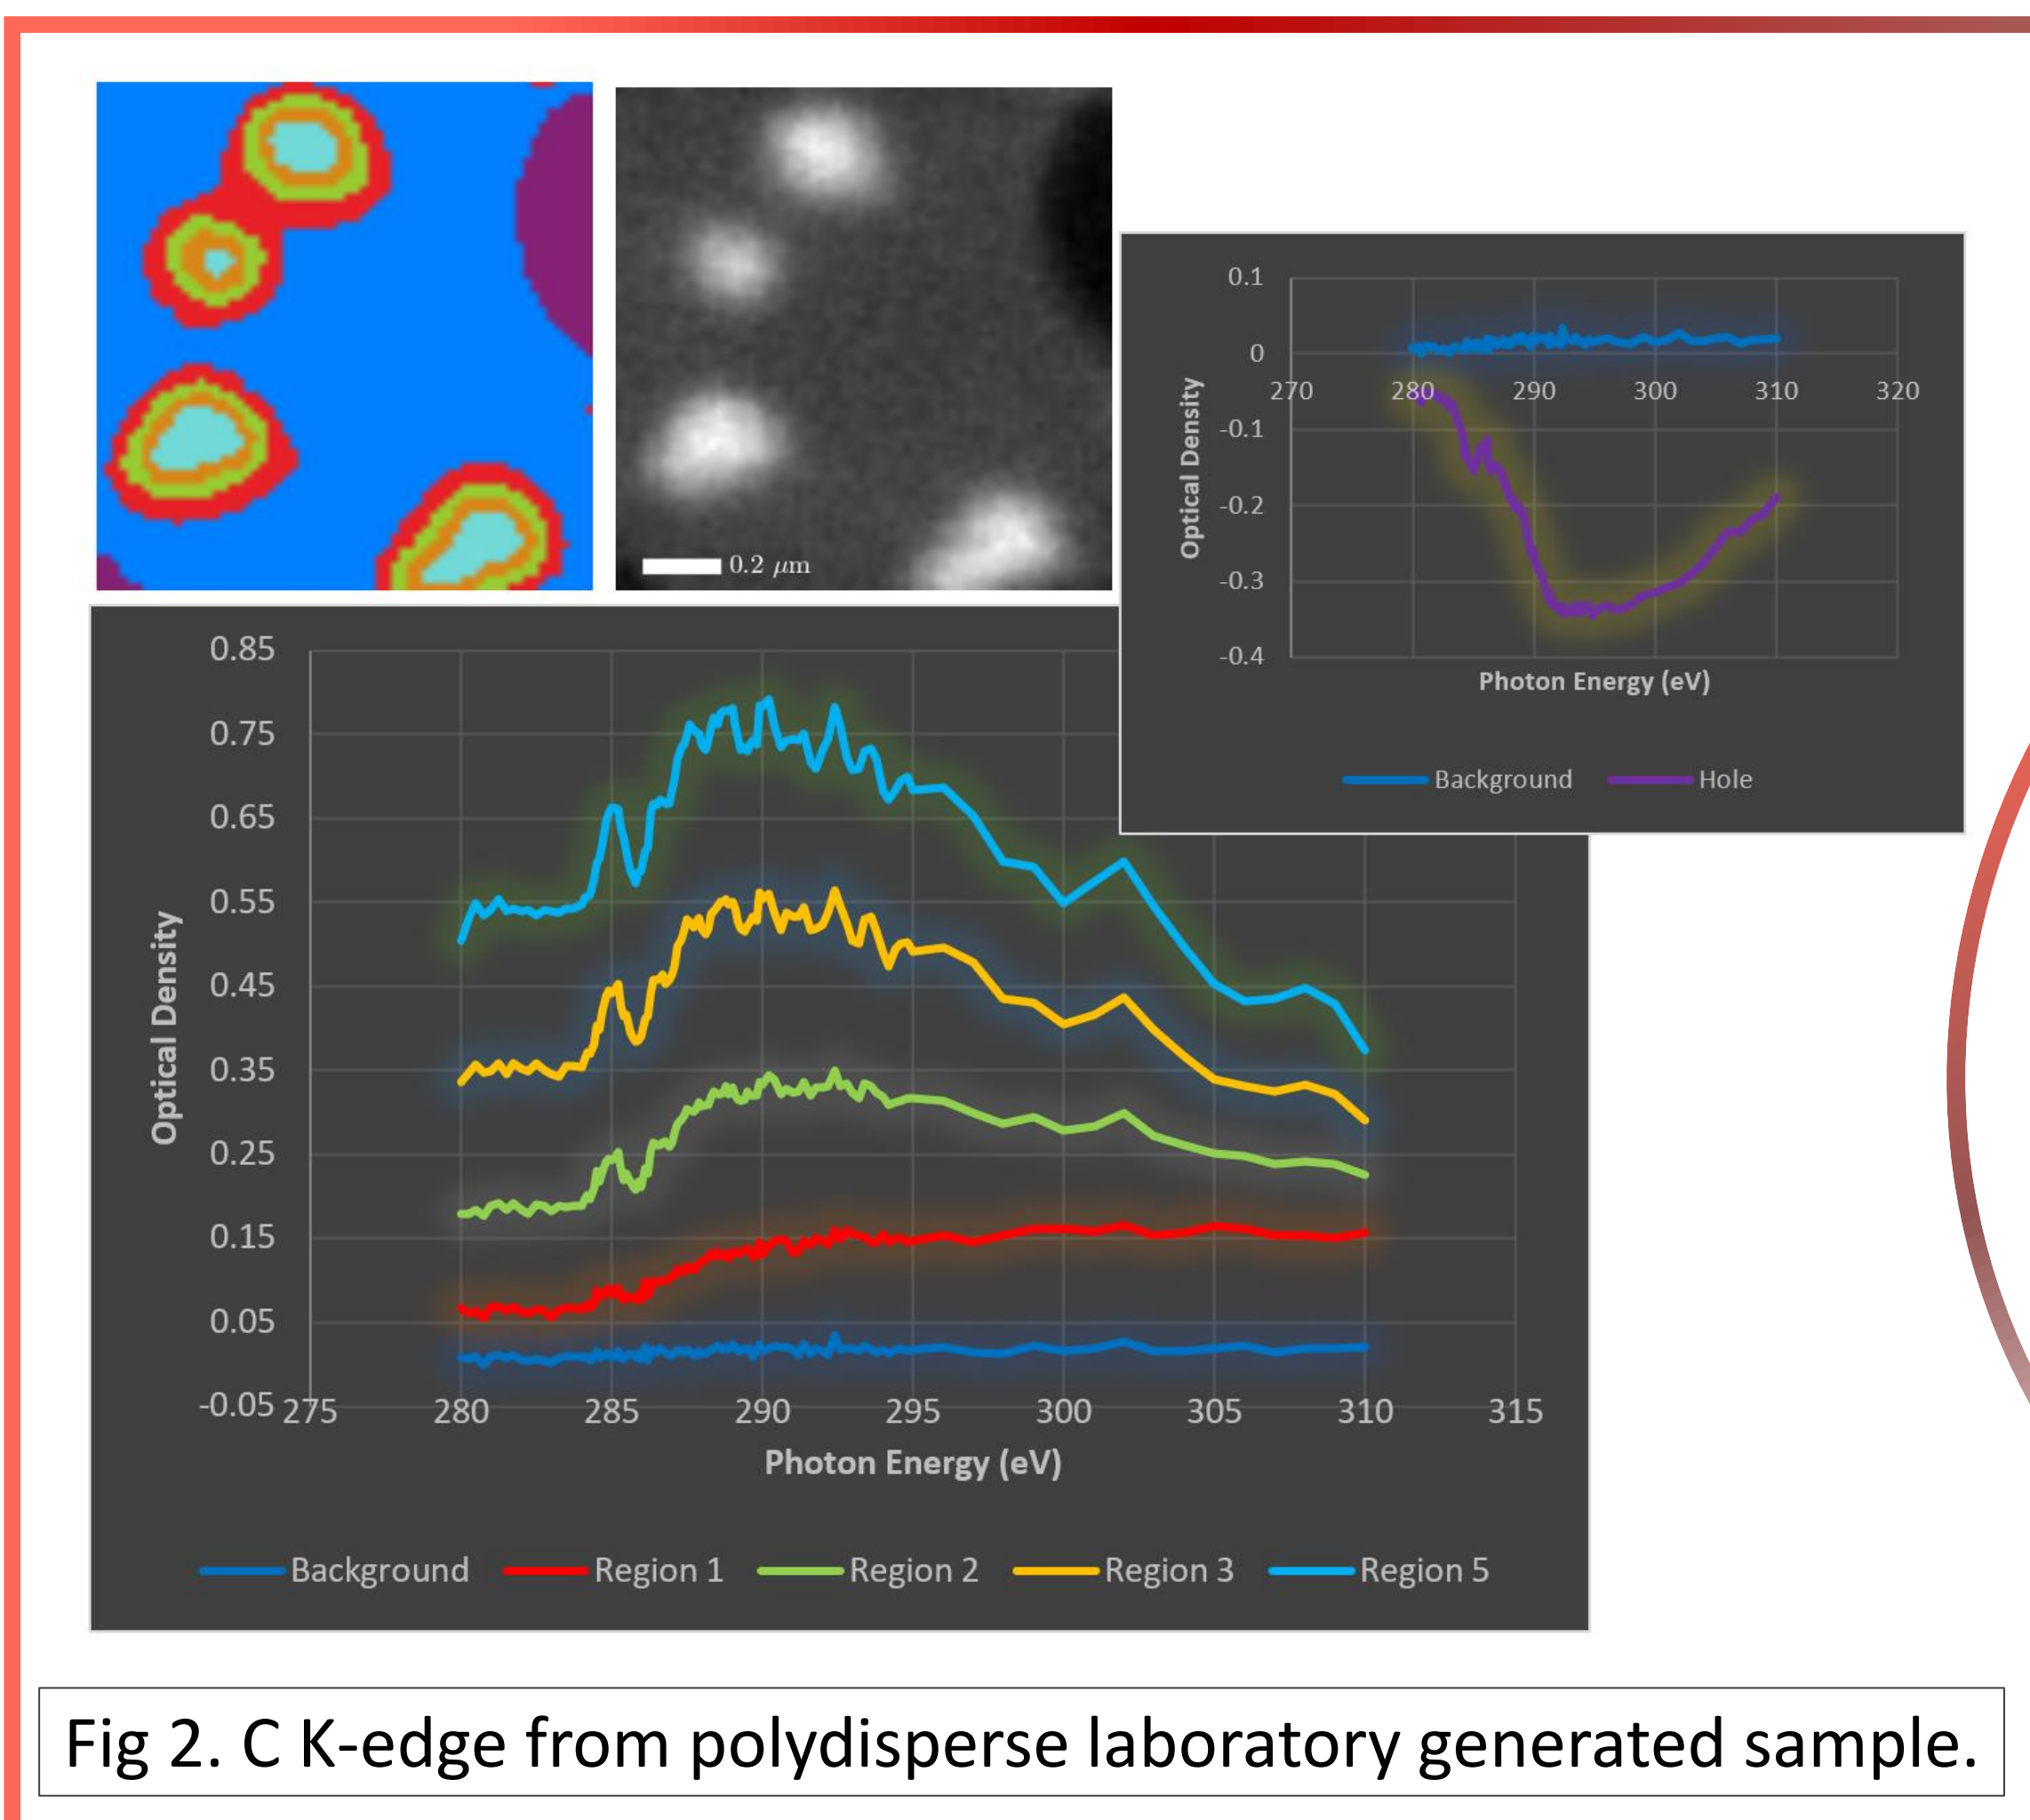 0.2 μm
0.1
0
-0.1
-0.2
-0.3
-0.4
270 280 290 300 310 320
Optical Density
Photon Energy (eV)
Background Hole
0.85
0.75
0.65
0.55
0.45
0.35
0.25
0.15
0.05
-0.05
275 280 285 290 295 300 305 310 315
Optical Density
Photon Energy (eV)
Background Region 1 Region 2 Region 3 Region 5
Fig 2. C K-edge from polydisperse laboratory generated sample.